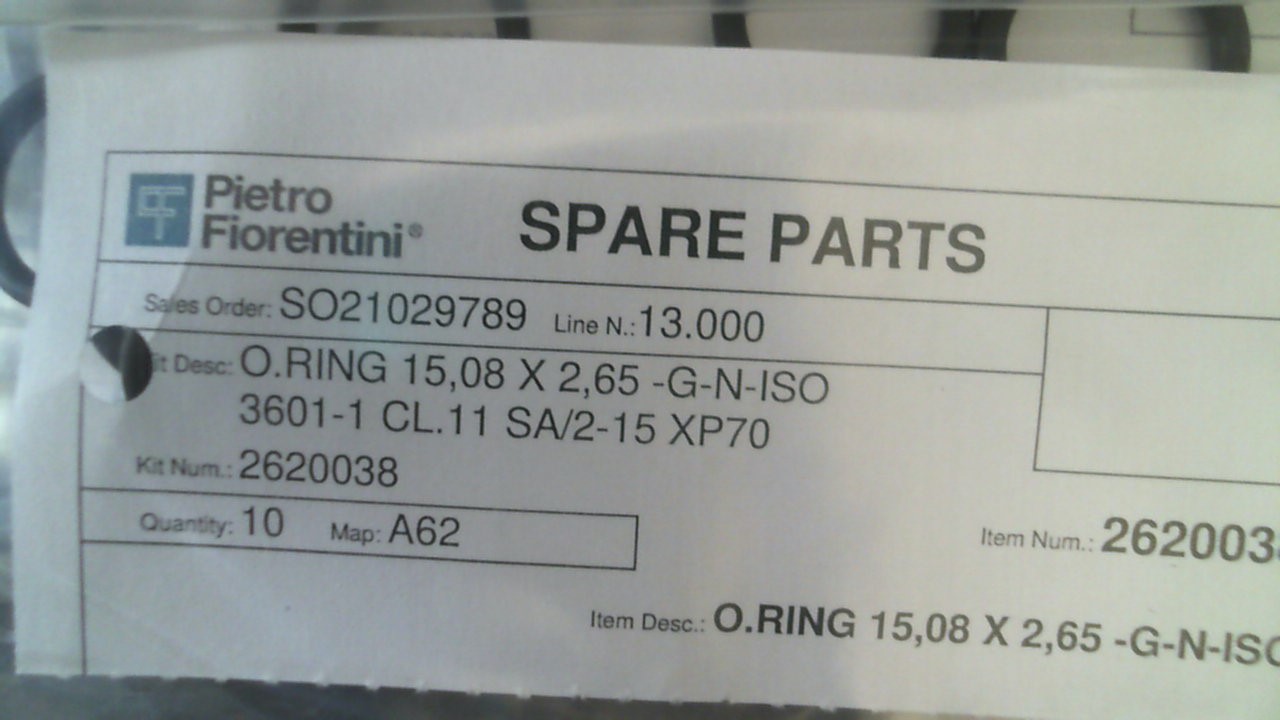 Pietro
Fiorentini®
SPARE PARTS
Sales Order: SO21029789 Line N.: 13.000
it Desc: O.RING 15,08 X 2,65 -G-N-ISO
3601-1 CL.11 SA/2-15 XP70
Kit Num.: 2620038
Quantity: 10 Map: A62
Item Num.: 262003
Item Desc.: O.RING 15,08 X 2,65 -G-N-ISO